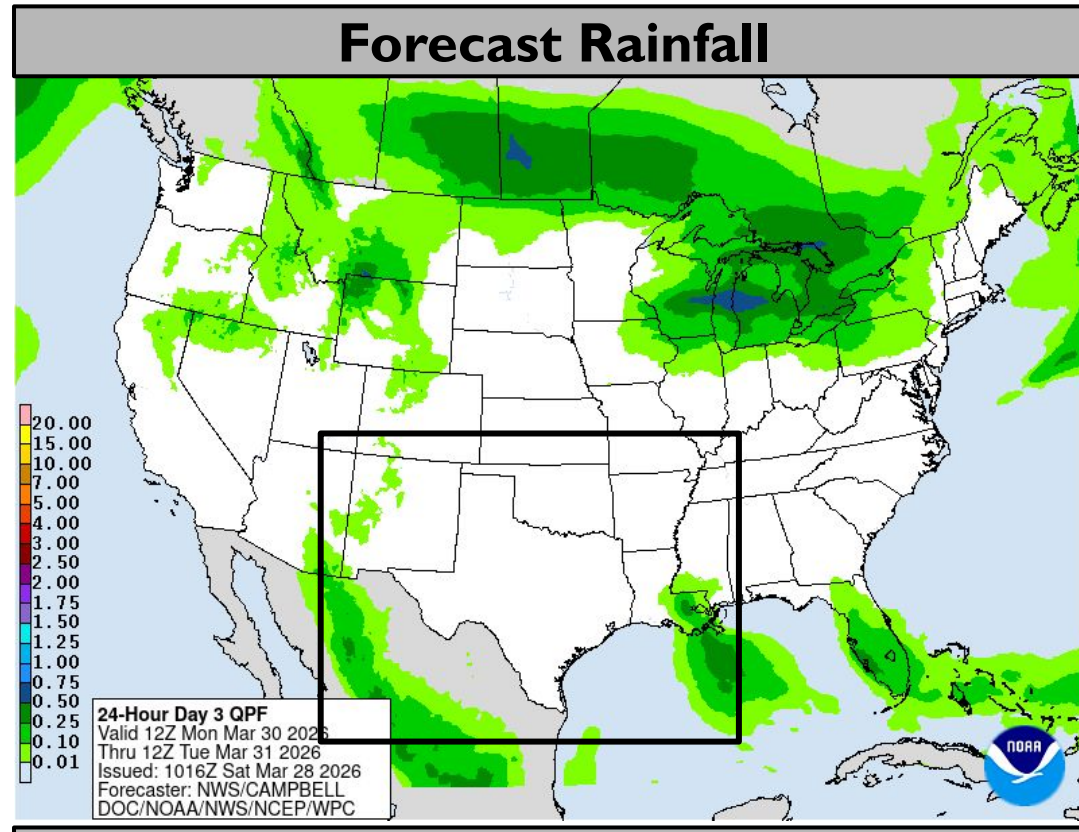 Forecast Rainfall
20.00
15.00
10.00
7.00
5.00
4.00
3.00
2.50
2.00
1.75
1.50
1.25
1.00
0.75
0.50
0.25
0.10
0.01
24-Hour Day 3 QPF
Valid 12Z Mon Mar 30 2026
Thru 12Z Tue Mar 31 2026
Issued: 1016Z Sat Mar 28 2026
Forecaster: NWS/CAMPBELL
DOC/NOAA/NWS/NCEP/WPC
NOAA